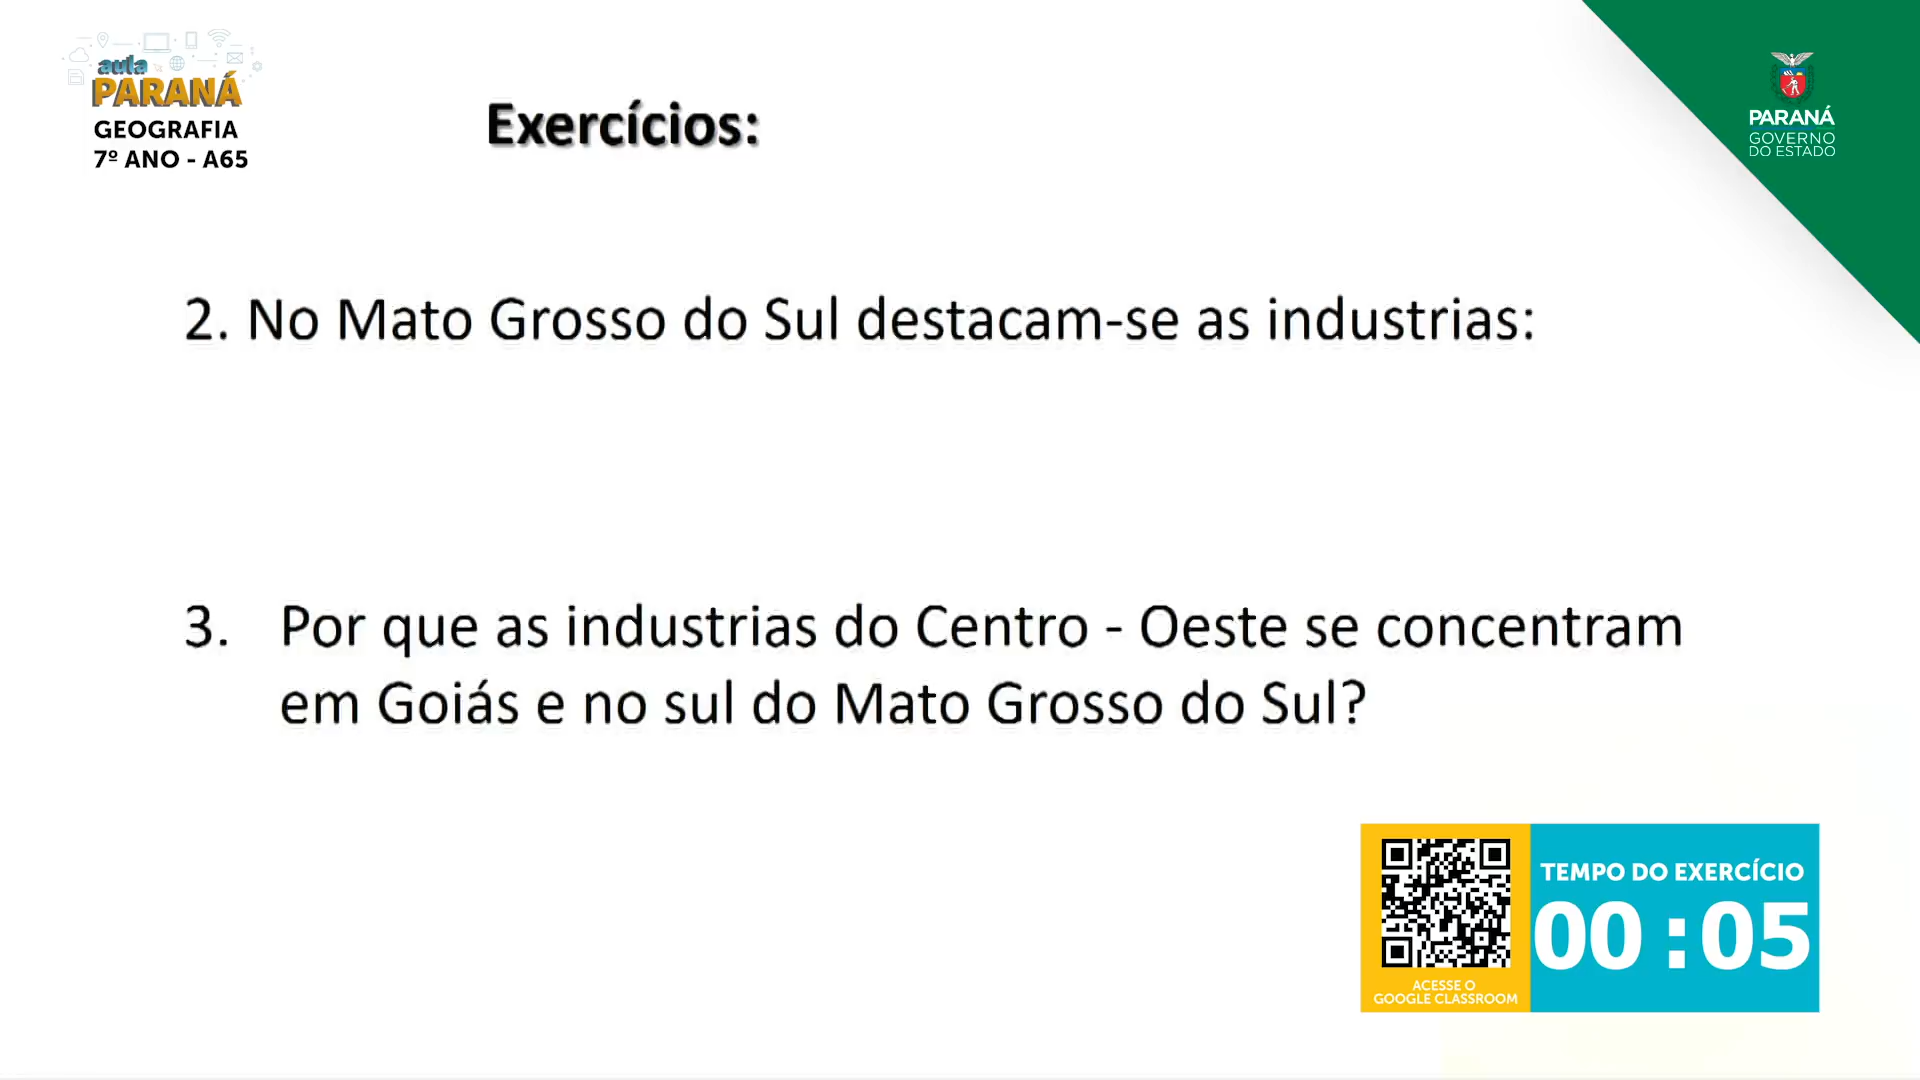 aula
PARANÁ
GEOGRAFIA
7º ANO - A65
Exercícios:
PARANÁ
GOVERNO
DO ESTADO
2. No Mato Grosso do Sul destacam-se as industrias:
3. Por que as industrias do Centro - Oeste se concentram
em Goiás e no sul do Mato Grosso do Sul?
TEMPO DO EXERCÍCIO
00:05
ACESSE O
GOOGLE CLASSROOM